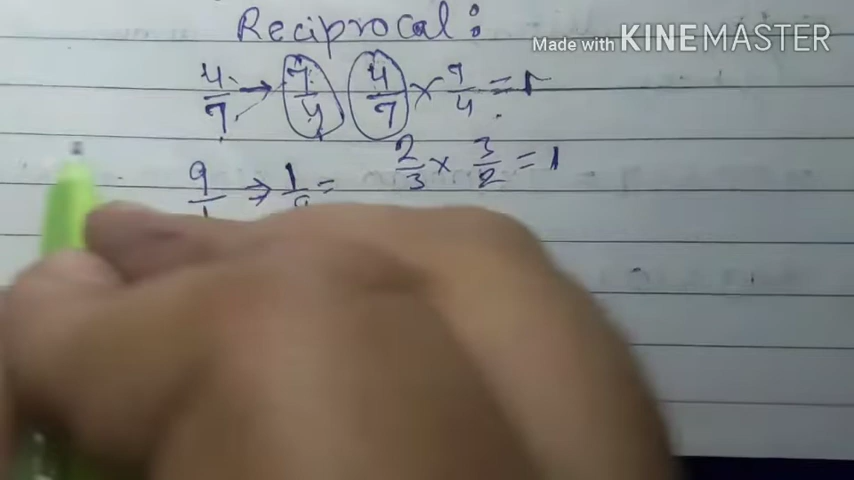 Reciprocal:
Made with KINEMASTER
4/7 → 7/4 4/7 × 7/4 = 1
9/1 → 1/9 = 2/3 × 3/2 = 1